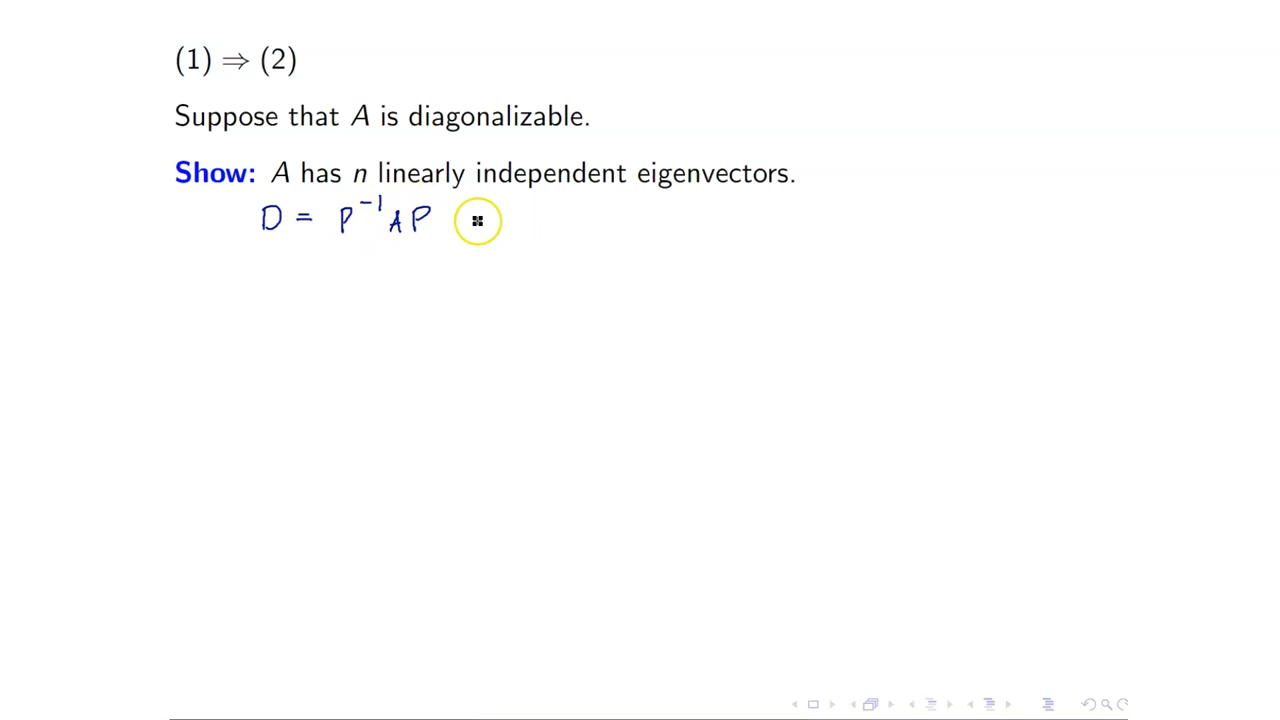 (1) ⇒ (2)
Suppose that A is diagonalizable.
Show: A has n linearly independent eigenvectors.
D = P⁻¹AP